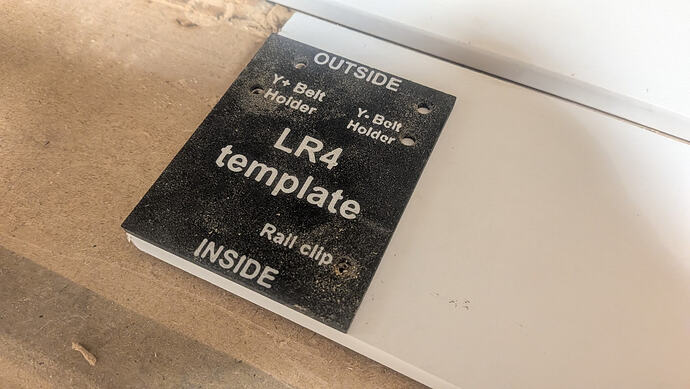 OUTSIDE
Y+ Belt
Holder
Y- Belt
Holder
LR4
template
Rail clip
INSIDE